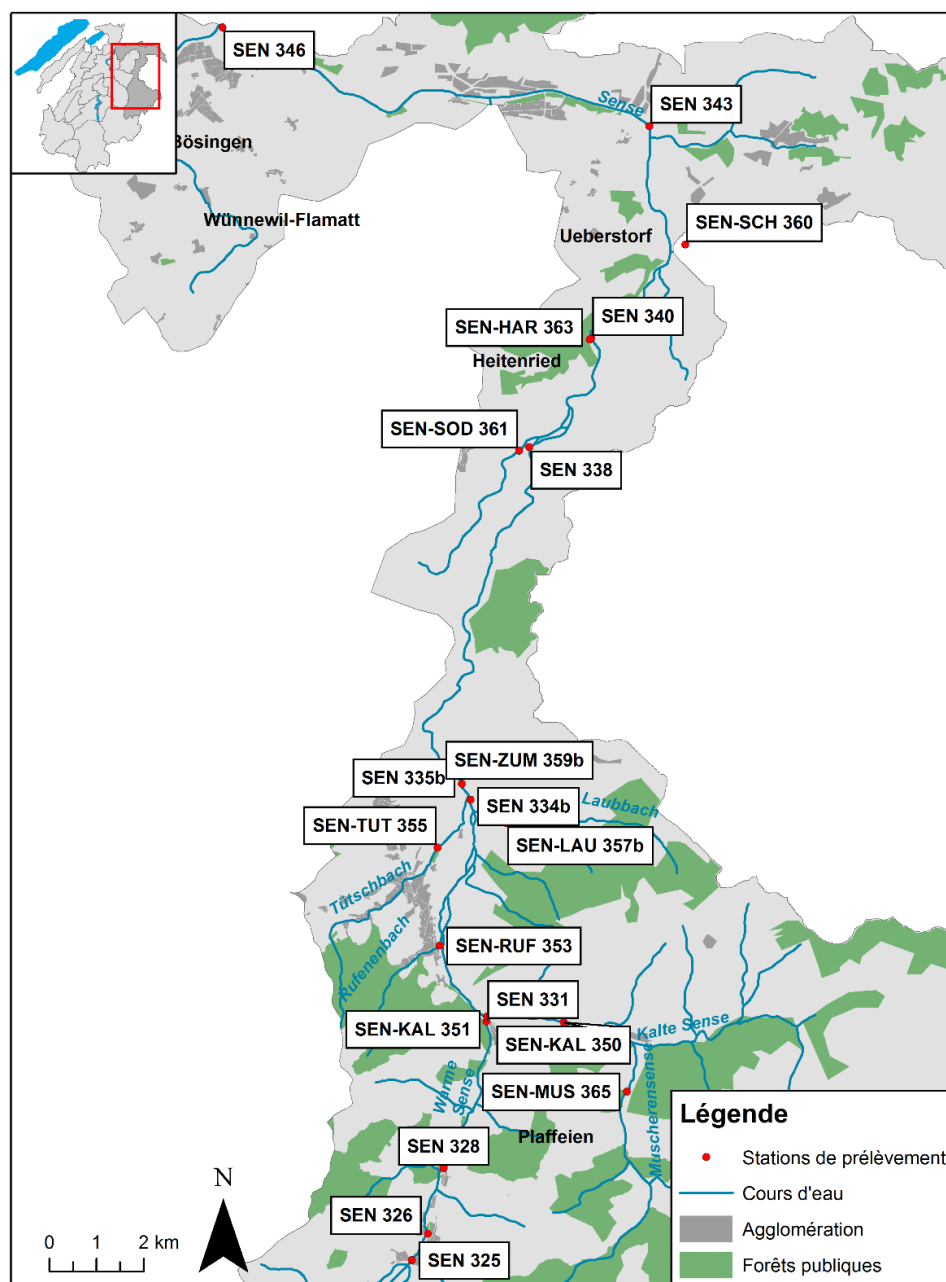 SEN 346
Sense
SEN 343
Bösingen
SEN-SCH 360
Wünnewil-Flamatt
Ueberstorf
SEN 340
SEN-HAR 363
Heitenried
SEN-SOD 361
SEN 338
SEN-ZUM 359b
SEN 335b
SEN 334b
Laubbach
SEN-TUT 355
SEN-LAU 357b
Tütschbach
Rufenenbach
SEN-RUF 353
SEN 331
SEN-KAL 351
Kalte Sense
SEN-KAL 350
Warme
Sense
SEN-MUS 365
Muscherensense
Plaffeien
SEN 328
SEN 326
SEN 325
N
0 1 2 km
Légende
Stations de prélèvement
Cours d'eau
Agglomération
Forêts publiques